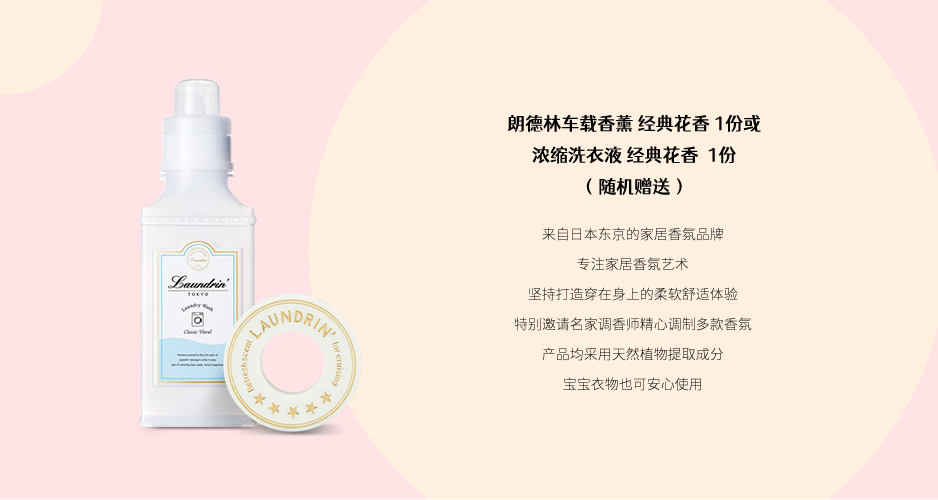 朗德林车载香薰 经典花香 1份或
浓缩洗衣液 经典花香 1份
（ 随机赠送 ）
来自日本东京的家居香氛品牌
专注家居香氛艺术
坚持打造穿在身上的柔软舒适体验
特别邀请名家调香师精心调制多款香氛
产品均采用天然植物提取成分
宝宝衣物也可安心使用
Laundrin'
Laundrin'
TOKYO
Laundry Wash
Classic Floral
LAUNDRIN'
Refresh scent
for cruising